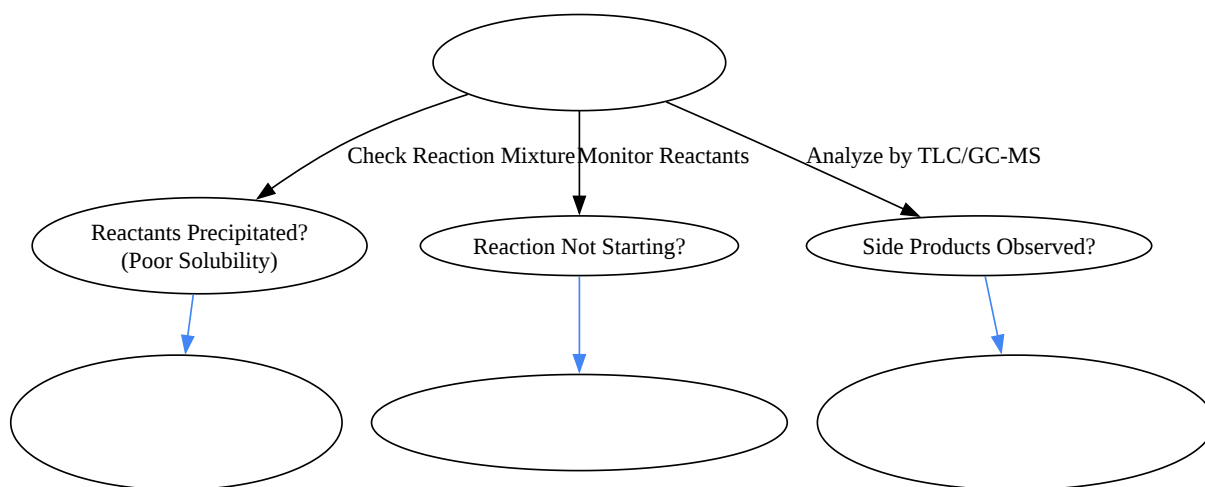 Check Reaction Mixture
Monitor Reactants
Analyze by TLC/GC-MS
Reactants Precipitated?
(Poor Solubility)
Reaction Not Starting?
Side Products Observed?